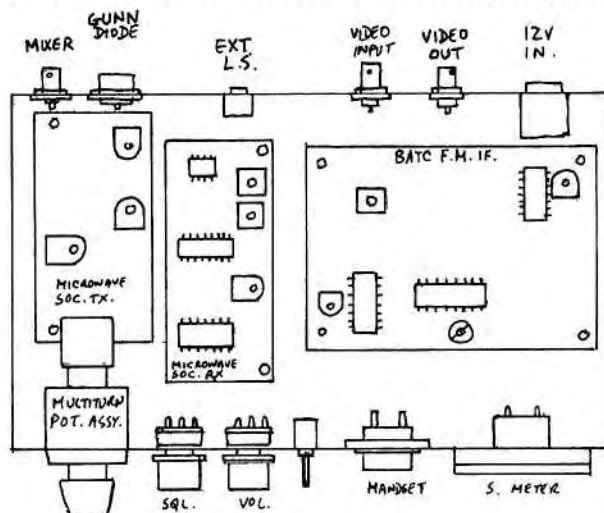 MIXER
GUNN
DIODE
EXT
L.S.
VIDEO
INPUT
VIDEO
OUT
12V
IN.
BATC F.M. IF.
MICROWAVE
SOC. TX.
MICROWAVE
SOC. RX
MULTITURN
POT. ASSY.
SQL.
VOL.
HANDSET
S. METER